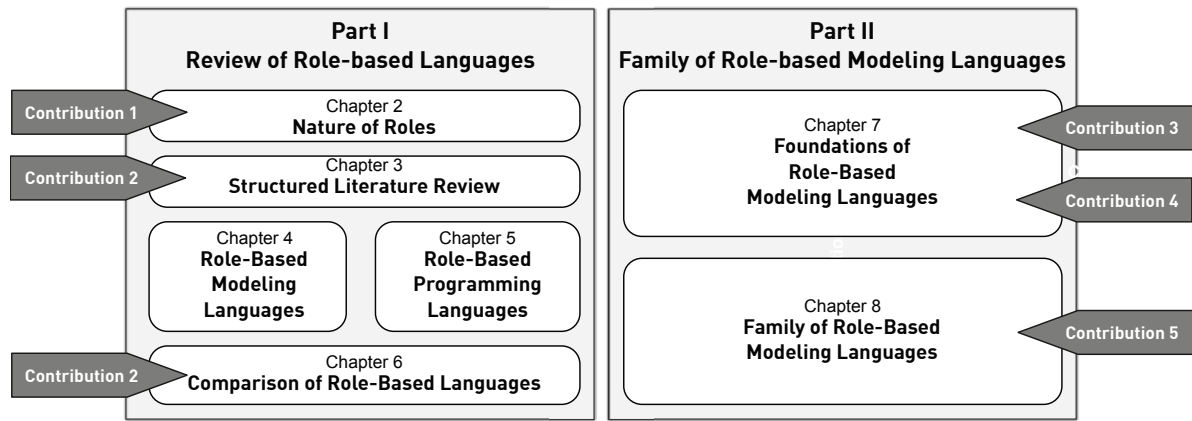 Part I
Review of Role-based Languages
Contribution 1
Chapter 2
Nature of Roles
Contribution 2
Chapter 3
Structured Literature Review
Chapter 4
Role-Based
Modeling
Languages
Chapter 5
Role-Based
Programming
Languages
Contribution 2
Chapter 6
Comparison of Role-Based Languages
Part II
Family of Role-based Modeling Languages
Chapter 7
Foundations of
Role-Based
Modeling Languages
Contribution 3
Contribution 4
Chapter 8
Family of Role-Based
Modeling Languages
Contribution 5